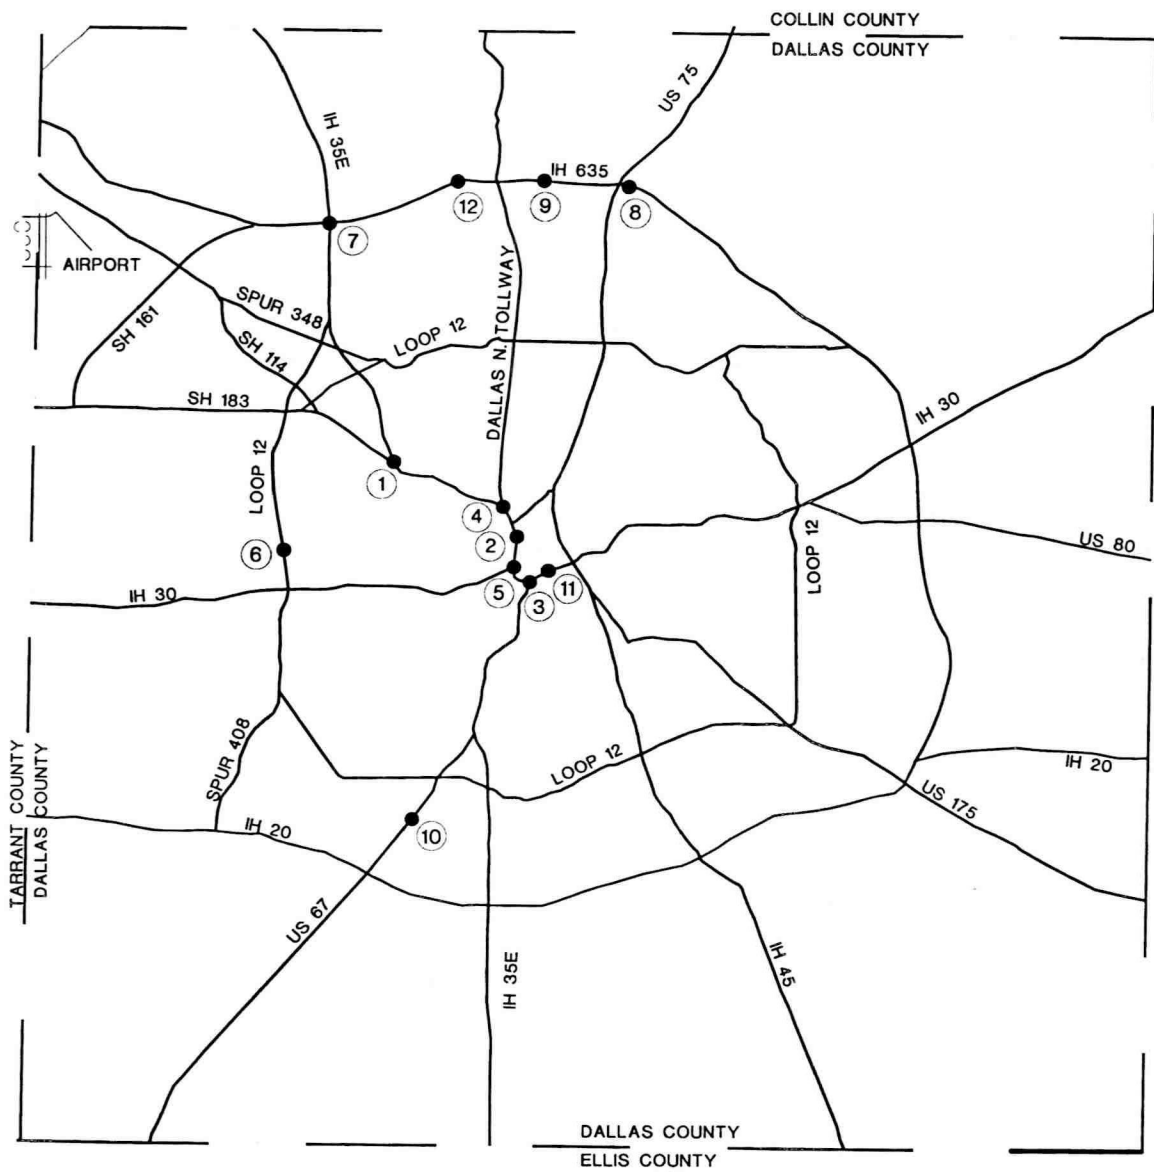 COLLIN COUNTY
DALLAS COUNTY
US 75
IH 35E
IH 635
12
9
8
7
AIRPORT
SH 161
SPUR 348
SH 114
LOOP 12
DALLAS N. TOLLWAY
SH 183
IH 30
LOOP 12
1
4
2
6
5
3
11
LOOP 12
US 80
IH 30
TARRANT COUNTY
DALLAS COUNTY
SPUR 408
LOOP 12
IH 20
US 175
IH 20
10
US 67
IH 35E
IH 45
DALLAS COUNTY
ELLIS COUNTY